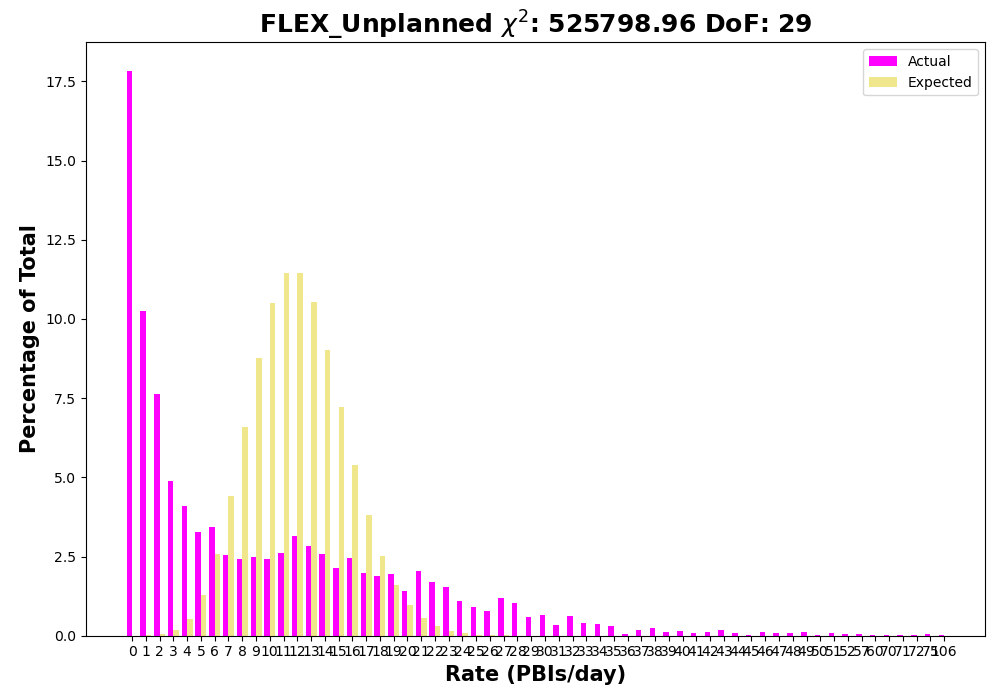 FLEX_Unplanned χ²: 525798.96 DoF: 29
Actual
Expected
17.5
15.0
12.5
10.0
7.5
5.0
2.5
0.0
Percentage of Total
0 1 2 3 4 5 6 7 8 9 10 11 12 13 14 15 16 17 18 19 20 21 22 23 24 25 26 27 28 29 30 31 32 33 34 35 36 37 38 39 40 41 42 43 44 45 46 47 48 49 50 51 52 57 60 70 71 72 75 106
Rate (PBIs/day)